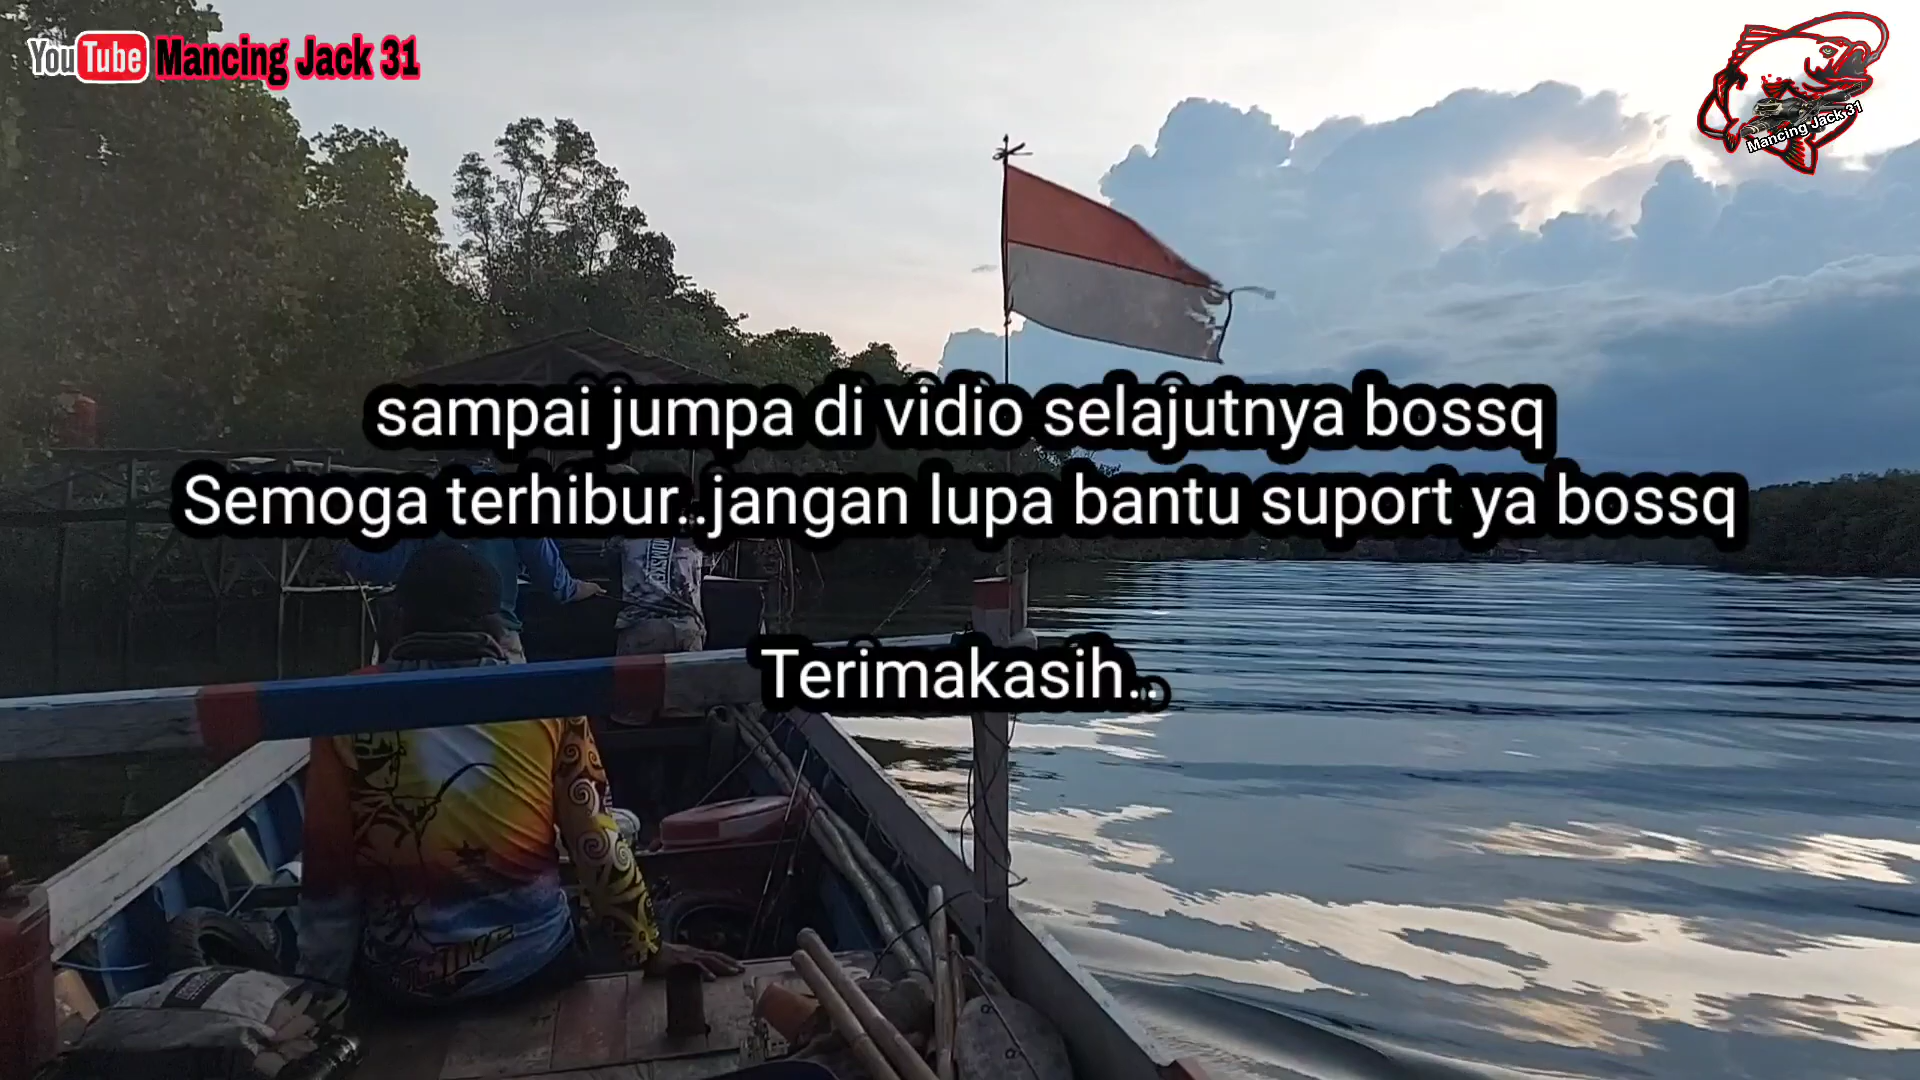 YouTube Mancing Jack 31
Mancing Jack 31
sampai jumpa di vidio selajutnya bossq
Semoga terhibur..jangan lupa bantu suport ya bossq
Terimakasih..